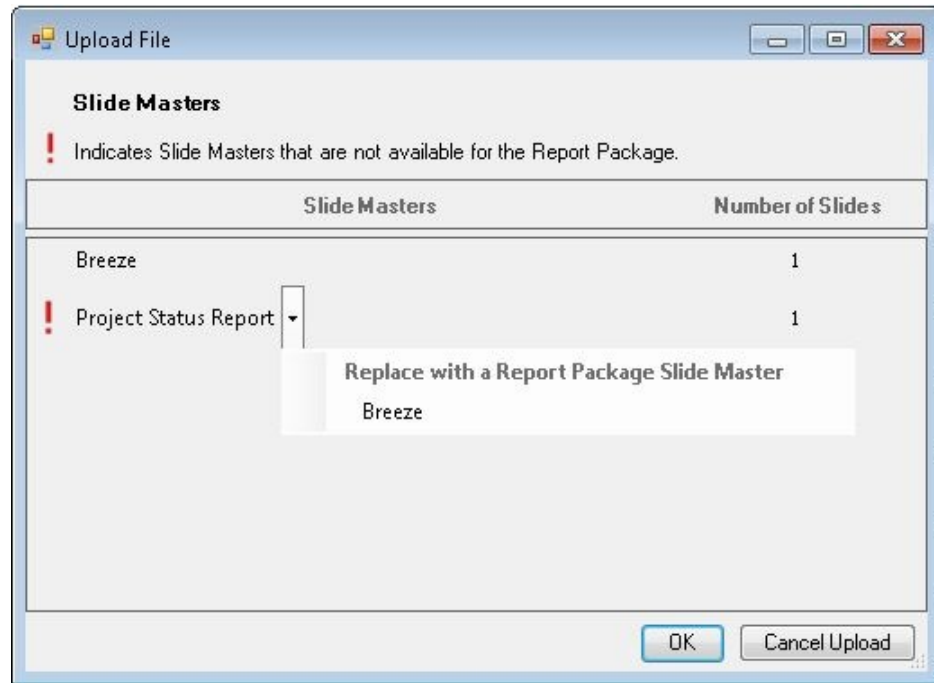 Upload File
Slide Masters
! Indicates Slide Masters that are not available for the Report Package.
Slide Masters Number of Slides
Breeze 1
! Project Status Report 1
Replace with a Report Package Slide Master
Breeze
OK Cancel Upload